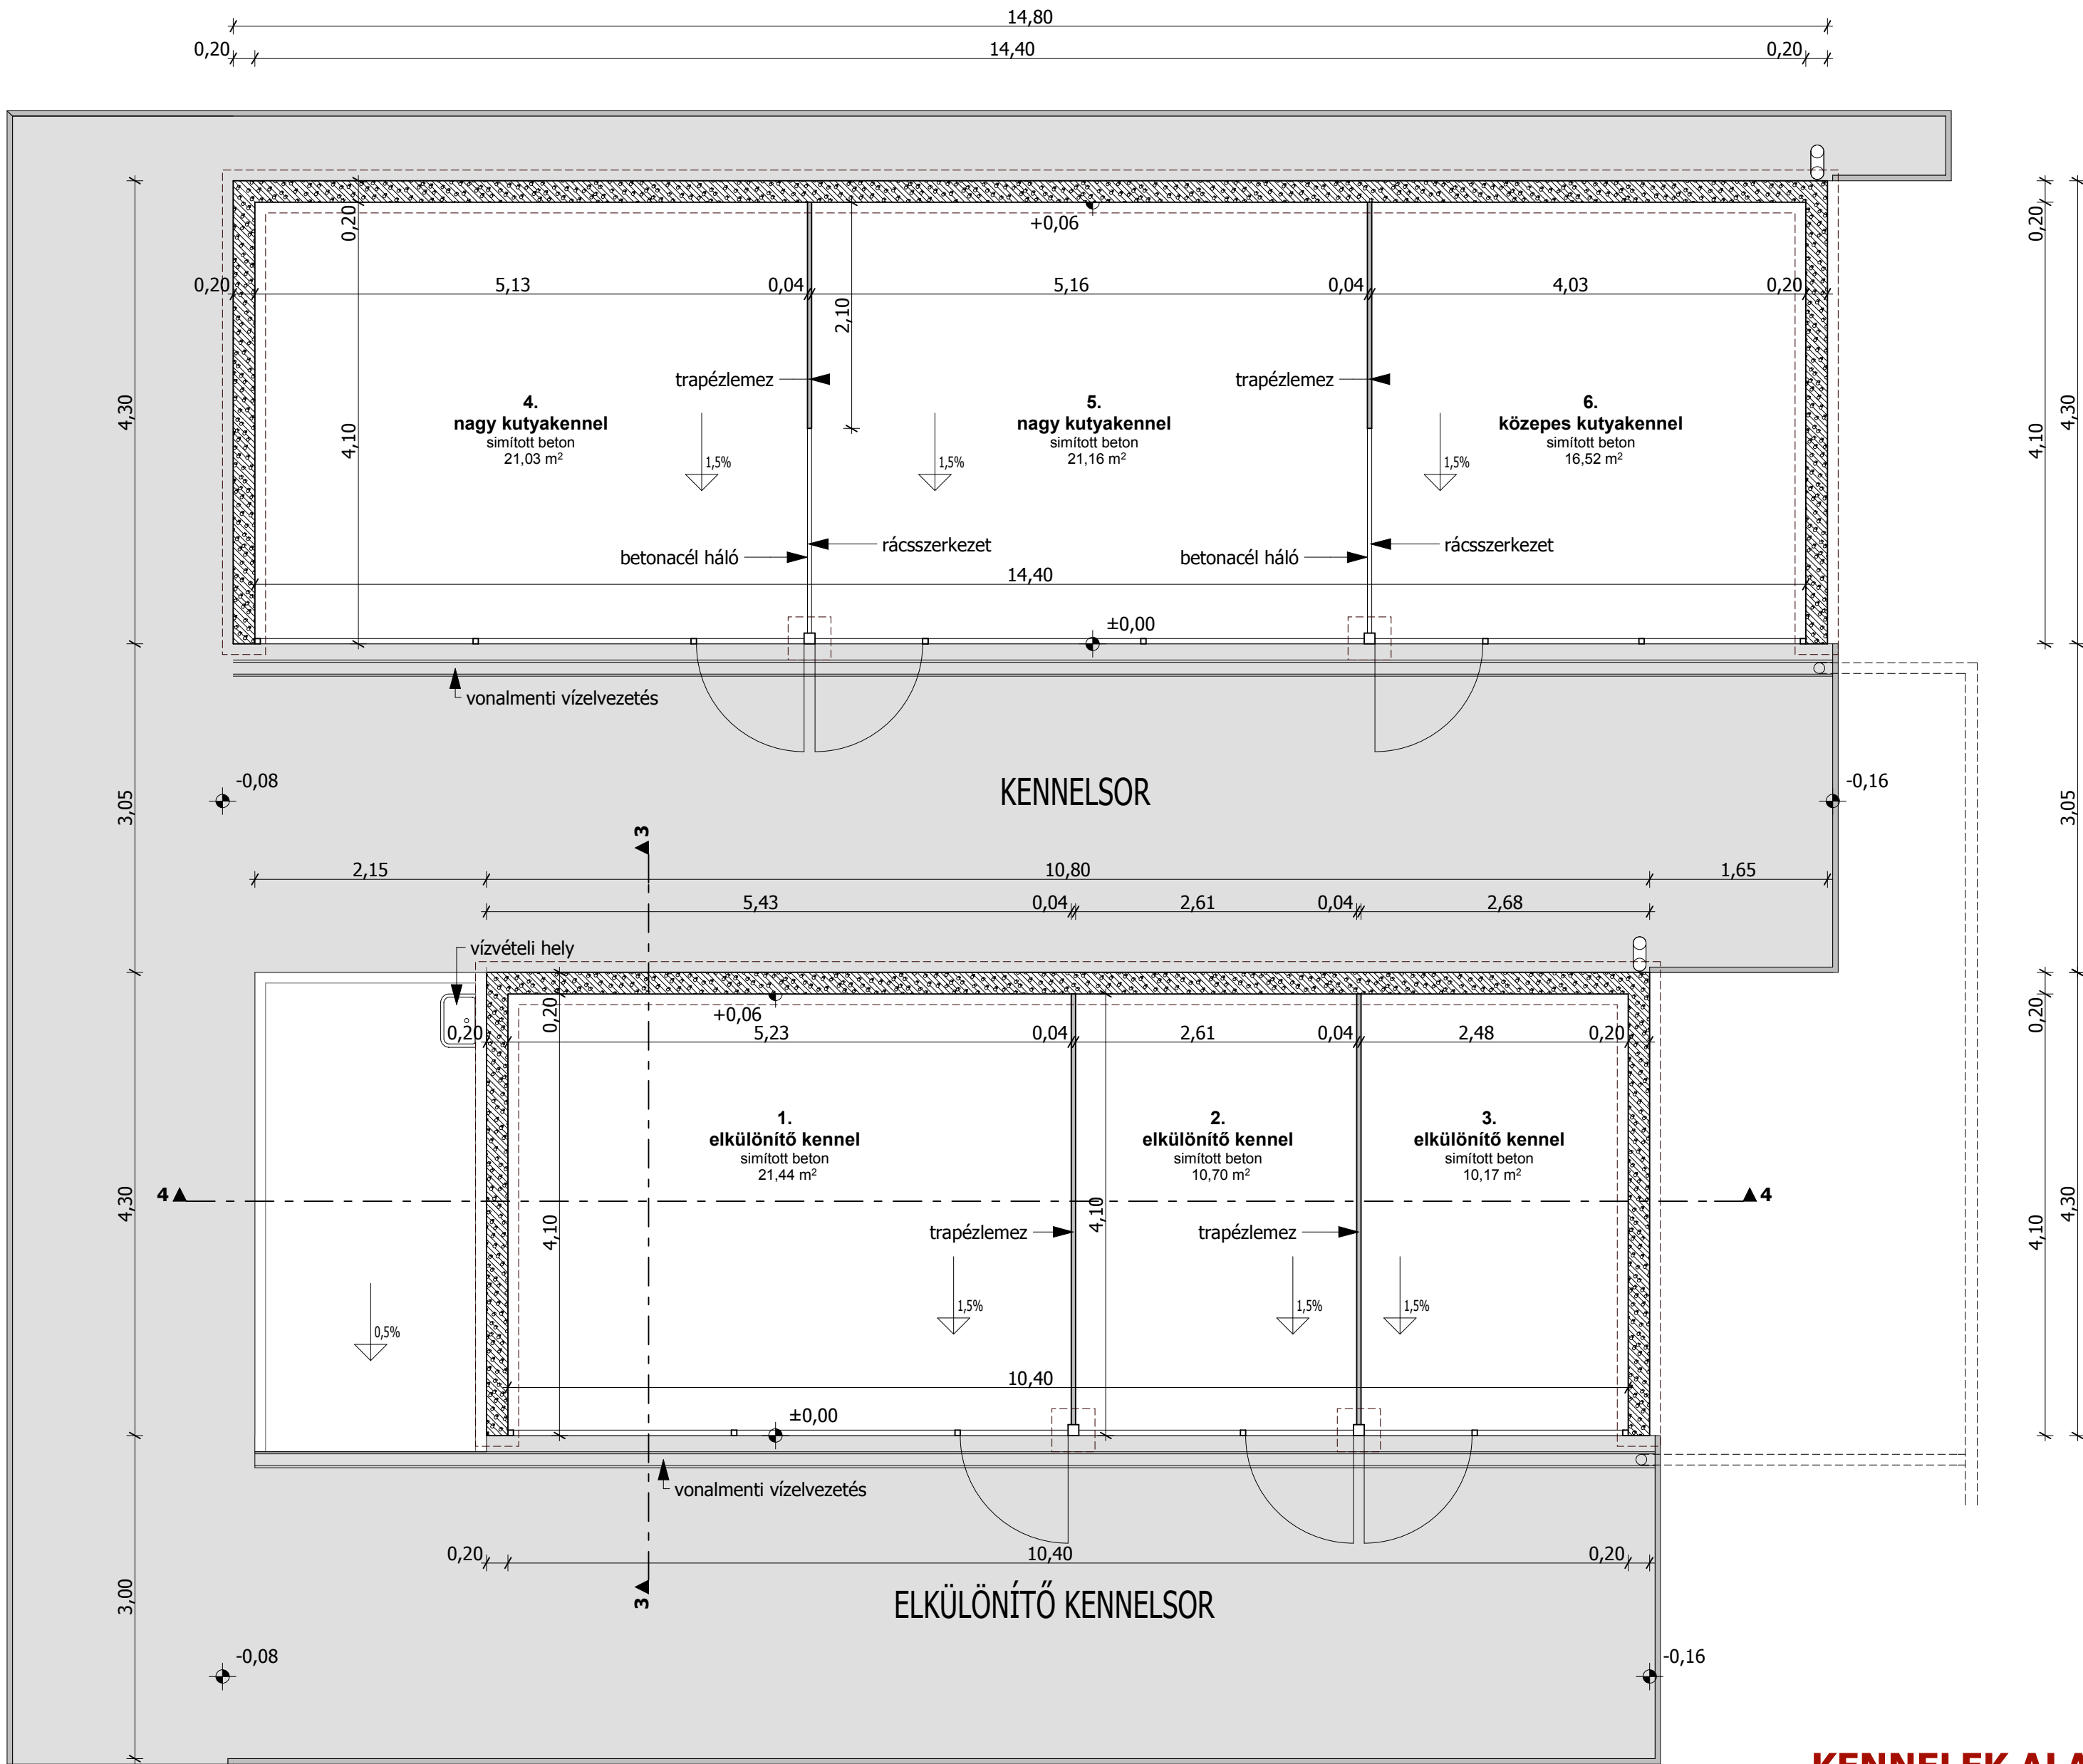 14,80
0,20
14,40
0,20
0,20
0,20
0,20
5,13
0,04
5,16
0,04
4,03
0,20
+0,06
2,10
4,30
4,10
4,10
4,30
trapézlemez
trapézlemez
4.
nagy kutyakennel
simított beton
21,03 m²
5.
nagy kutyakennel
simított beton
21,16 m²
6.
közepes kutyakennel
simított beton
16,52 m²
1,5%
1,5%
1,5%
betonacél háló
rácsszerkezet
betonacél háló
rácsszerkezet
14,40
±0,00
vonalmenti vízelvezetés
-0,08
KENNELSOR
-0,16
3,05
3,05
3
2,15
10,80
1,65
5,43
0,04
2,61
0,04
2,68
vízvételi hely
0,20
0,20
+0,06
0,20
5,23
0,04
2,61
0,04
2,48
0,20
1.
elkülönítő kennel
simított beton
21,44 m²
2.
elkülönítő kennel
simított beton
10,70 m²
3.
elkülönítő kennel
simított beton
10,17 m²
4
4
4,30
4,10
4,10
4,10
4,30
trapézlemez
trapézlemez
1,5%
1,5%
1,5%
0,5%
10,40
±0,00
vonalmenti vízelvezetés
0,20
10,40
0,20
3,00
3
ELKÜLÖNÍTŐ KENNELSOR
-0,08
-0,16
KENNELEK ALA